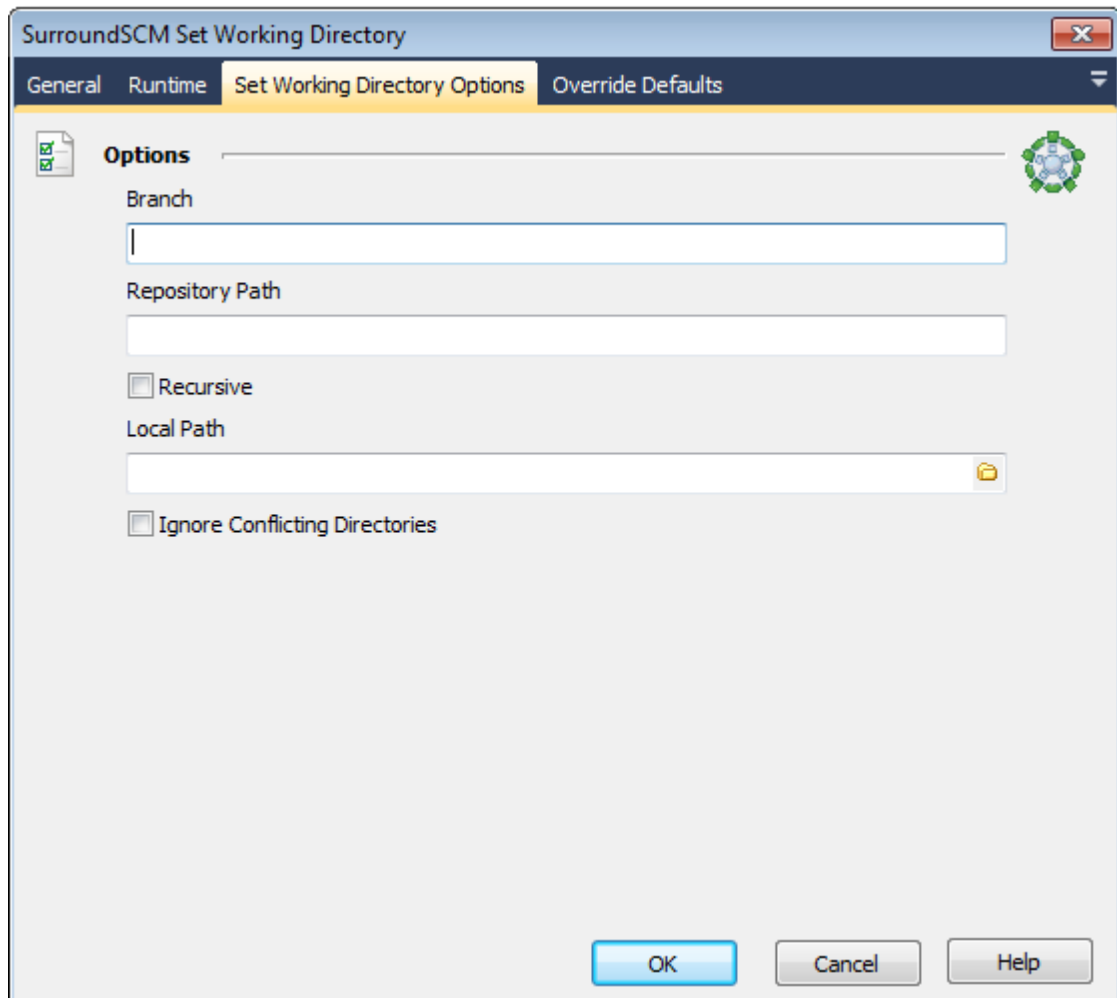 SurroundSCM Set Working Directory
General Runtime Set Working Directory Options Override Defaults
Options
Branch
Repository Path
Recursive
Local Path
Ignore Conflicting Directories
OK Cancel Help